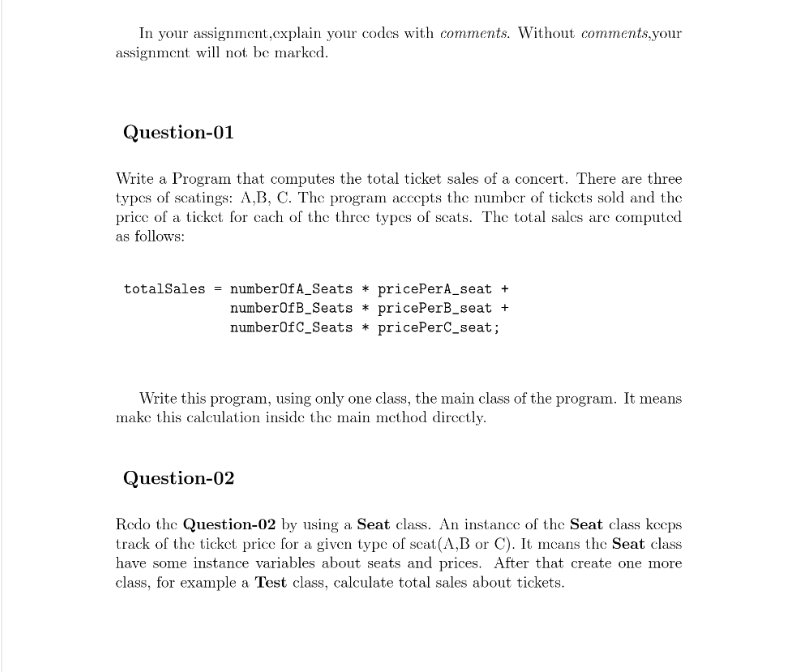 In your assignment,explain your codes with comments. Without comments,your
assignment will not be marked.
Question-01
Write a Program that computes the total ticket sales of a concert. There are three
types of seatings: A,B, C. The program accepts the number of tickets sold and the
price of a ticket for each of the three types of seats. The total sales are computed
as follows:
totalSales = numberOfA_Seats * pricePerA_seat +
numberOfB_Seats * pricePerB_seat +
numberOfC_Seats * pricePerC_seat;
Write this program, using only one class, the main class of the program. It means
make this calculation inside the main method directly.
Question-02
Redo the Question-02 by using a Seat class. An instance of the Seat class keeps
track of the ticket price for a given type of seat(A,B or C). It means the Seat class
have some instance variables about seats and prices. After that create one more
class, for example a Test class, calculate total sales about tickets.